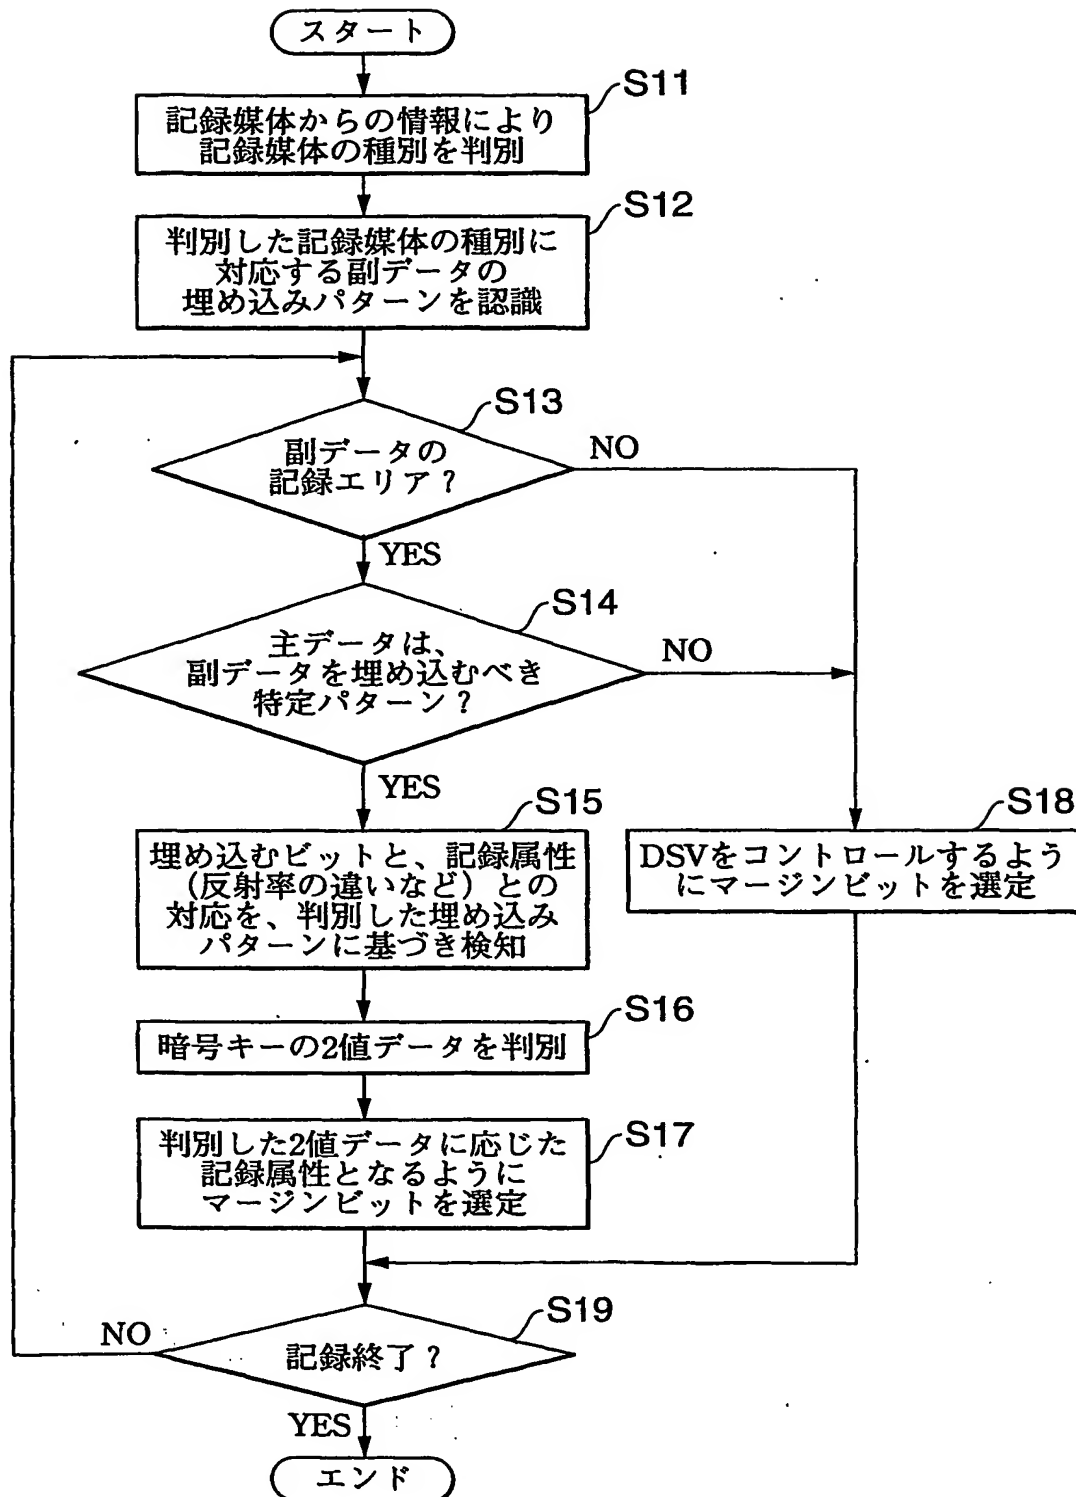 スタート
S11
記録媒体からの情報により
記録媒体の種別を判別
S12
判別した記録媒体の種別に
対応する副データの
埋め込みパターンを認識
S13
副データの
記録エリア？
NO
YES
S14
主データは、
副データを埋め込むべき
特定パターン？
NO
YES
S15
埋め込むビットと、記録属性
（反射率の違いなど）との
対応を、判別した埋め込み
パターンに基づき検知
S18
DSVをコントロールするよう
にマージンビットを選定
S16
暗号キーの2値データを判別
S17
判別した2値データに応じた
記録属性となるように
マージンビットを選定
S19
記録終了？
NO
YES
エンド